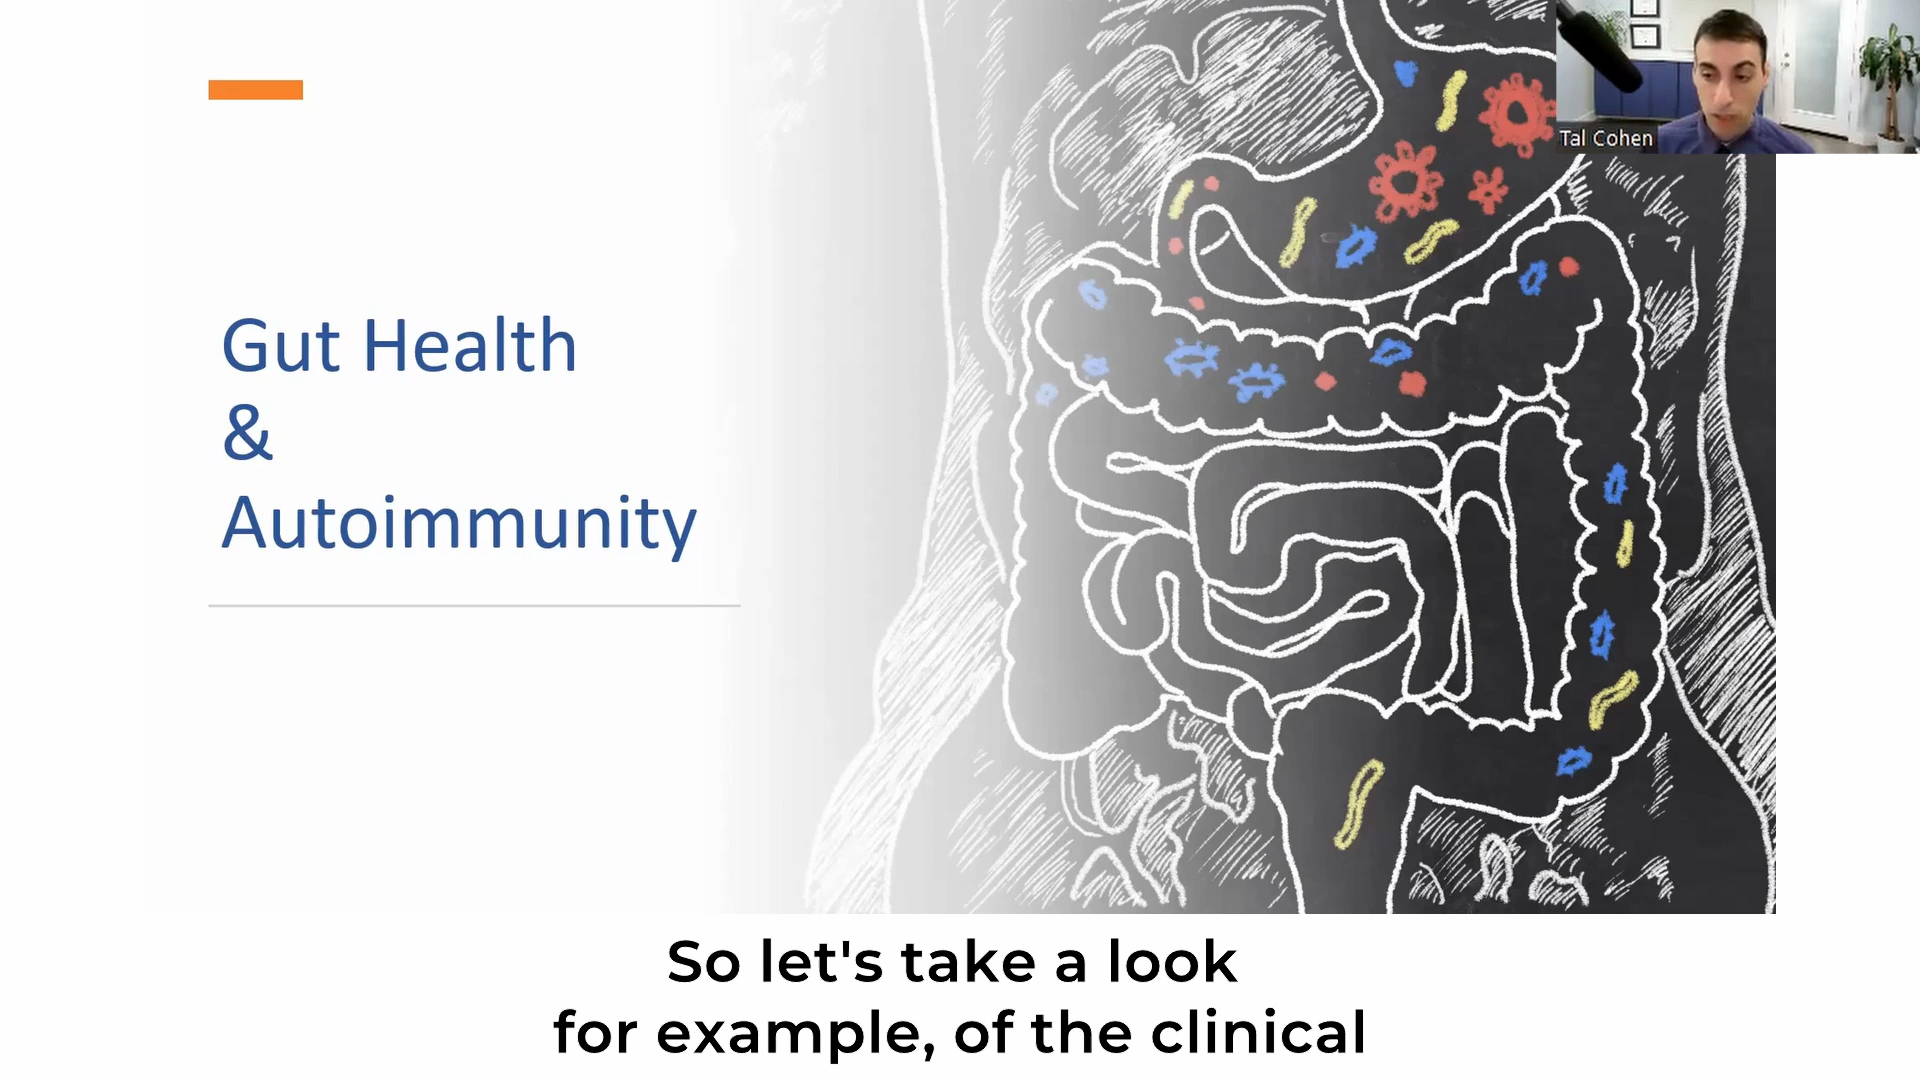 Tal Cohen
Gut Health
&
Autoimmunity
So let's take a look
for example, of the clinical